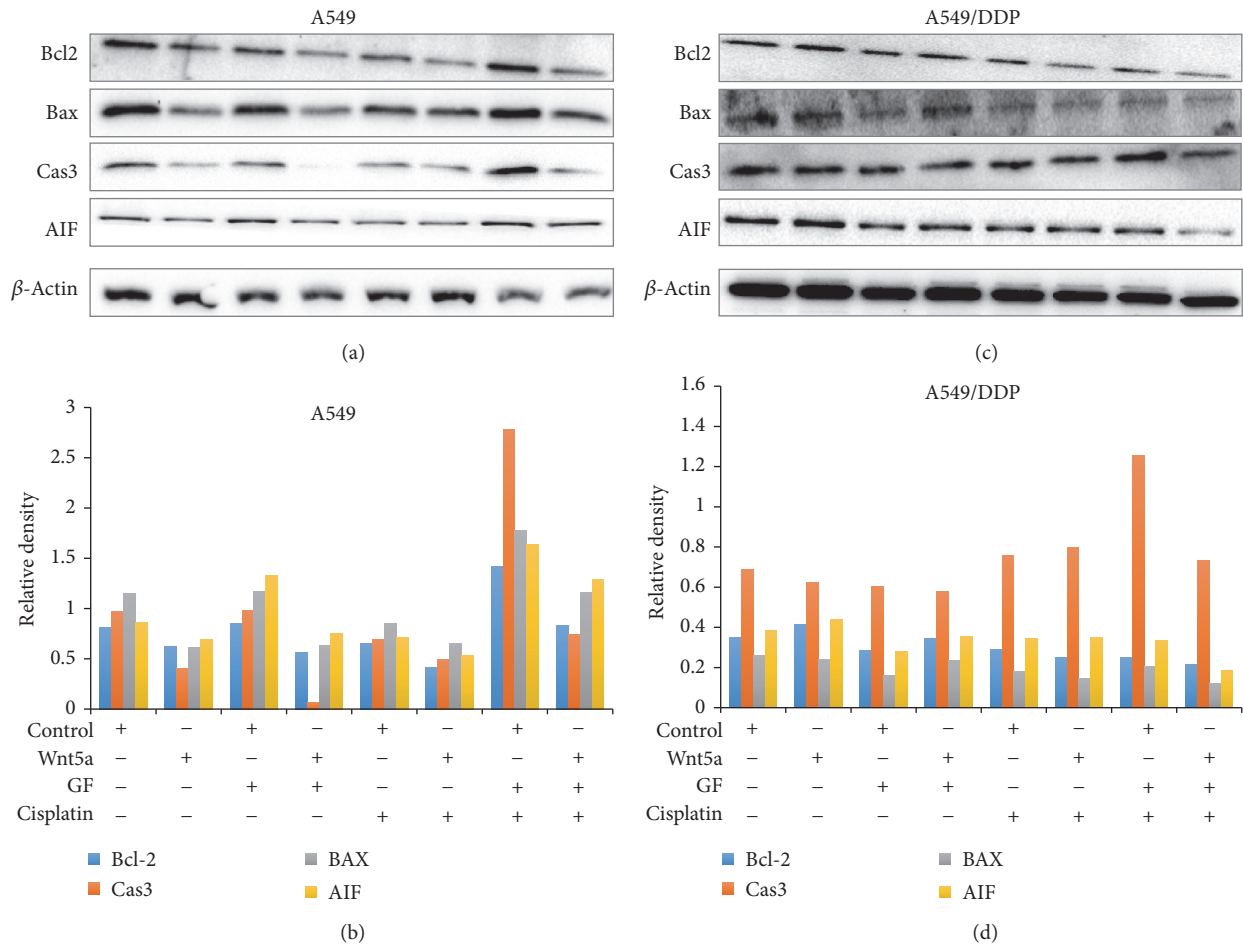 A549
Bcl2
Bax
Cas3
AIF
β-Actin
(a)
A549/DDP
Bcl2
Bax
Cas3
AIF
β-Actin
(c)
A549
Relative density
3
2.5
2
1.5
1
0.5
0
Control + – + – + – + –
Wnt5a – + – + – + – +
GF – – + + – – + +
Cisplatin – – – – + + + +
Bcl-2 BAX
Cas3 AIF
(b)
A549/DDP
Relative density
1.6
1.4
1.2
1
0.8
0.6
0.4
0.2
0
Control + – + – + – + –
Wnt5a – + – + – + – +
GF – – + + – – + +
Cisplatin – – – – + + + +
Bcl-2 BAX
Cas3 AIF
(d)